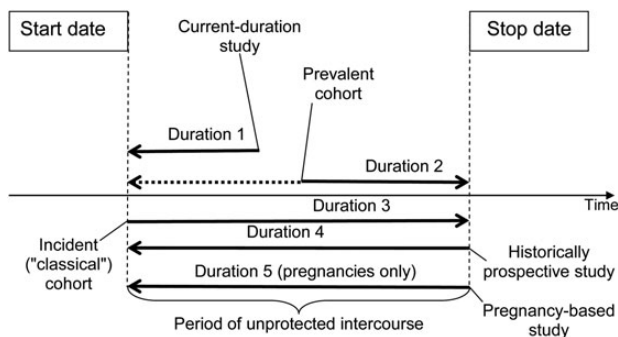 Start date
Current-duration
study
Stop date
Prevalent
cohort
Duration 1
Duration 2
Time
Duration 3
Incident
("classical")
cohort
Duration 4
Historically
prospective study
Duration 5 (pregnancies only)
Period of unprotected intercourse
Pregnancy-based
study